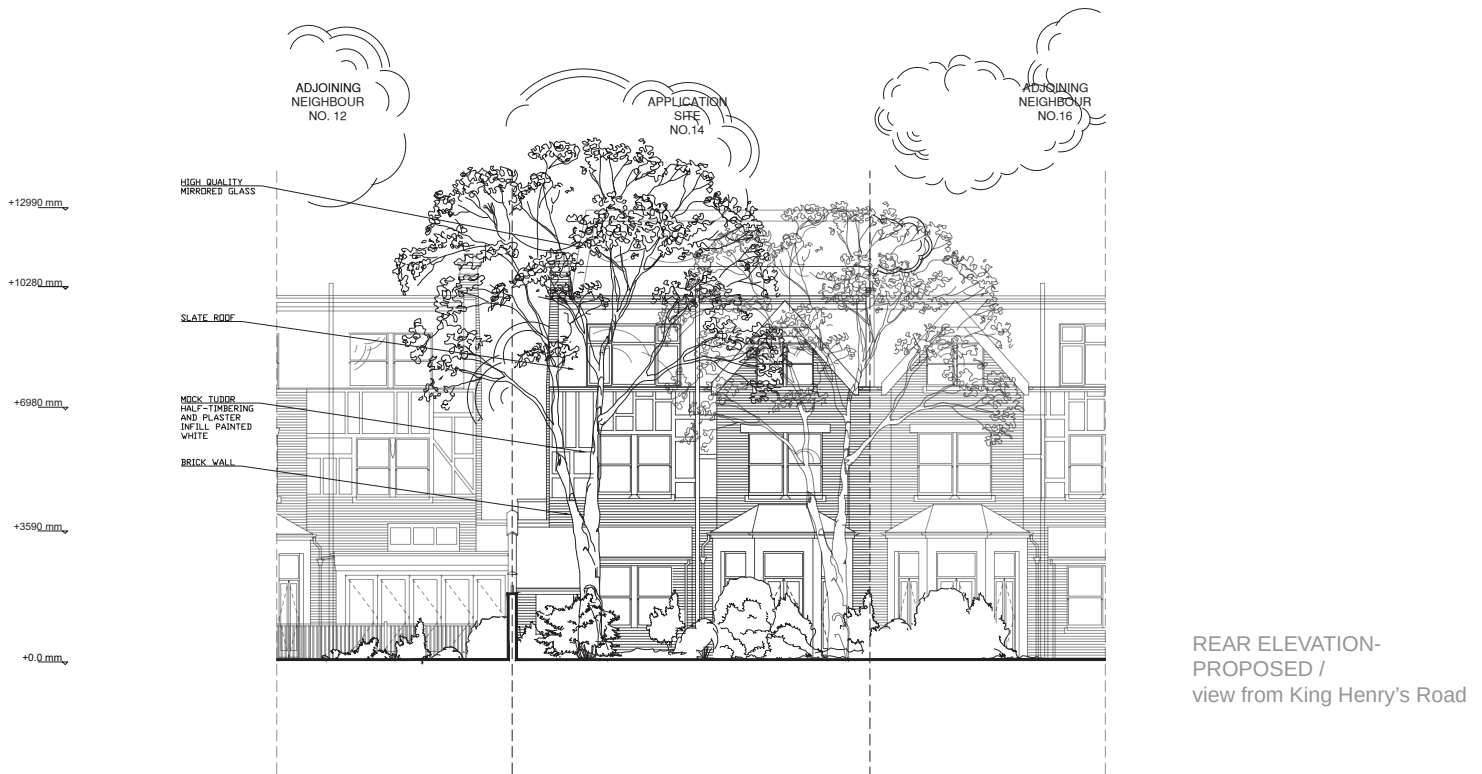 ADJOINING
NEIGHBOUR
NO. 12
APPLICATION
SITE
NO.14
ADJOINING
NEIGHBOUR
NO.16
HIGH QUALITY
MIRRORED GLASS
+12990 mm
+10280 mm
SLATE ROOF
MOCK TUDOR
HALF-TIMBERING
AND PLASTER
INFILL PAINTED
WHITE
+6980 mm
BRICK WALL
+3590 mm
+0.0 mm
REAR ELEVATION-
PROPOSED /
view from King Henry's Road